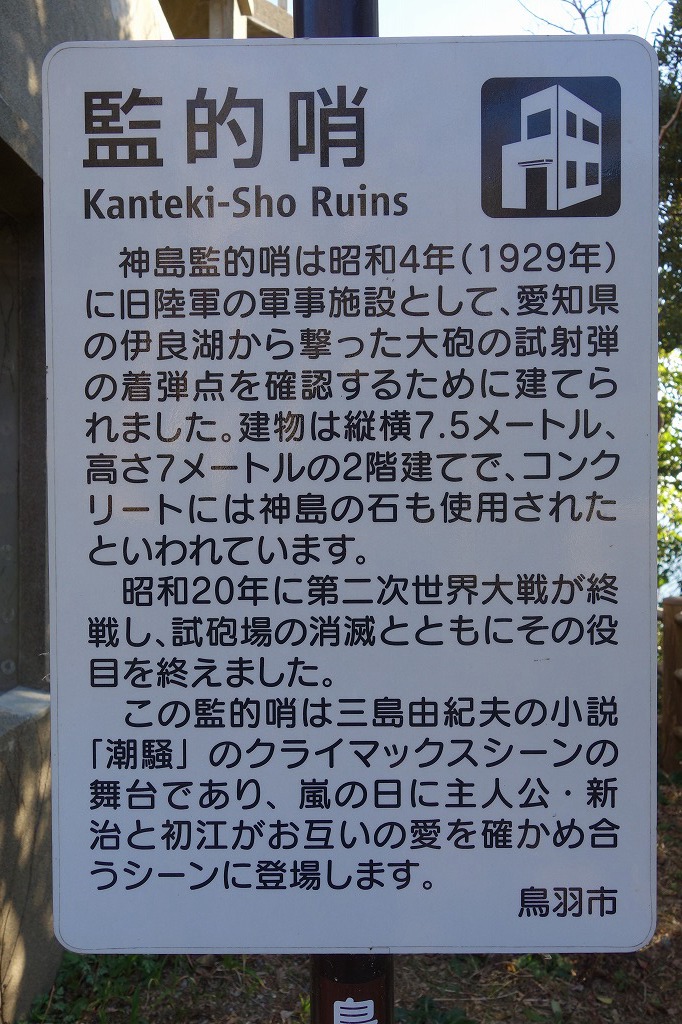 監的哨
Kanteki-Sho Ruins
　神島監的哨は昭和4年(1929年)
に旧陸軍の軍事施設として、愛知県
の伊良湖から撃った大砲の試射弾
の着弾点を確認するために建てら
れました。建物は縦横7.5メートル、
高さ7メートルの2階建てで、コンク
リートには神島の石も使用された
といわれています。
　昭和20年に第二次世界大戦が終
戦し、試砲場の消滅とともにその役
目を終えました。
　この監的哨は三島由紀夫の小説
「潮騒」のクライマックスシーンの
舞台であり、嵐の日に主人公・新
治と初江がお互いの愛を確かめ合
うシーンに登場します。
鳥羽市